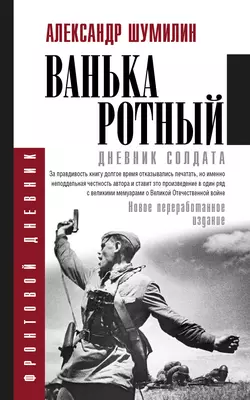 АЛЕКСАНДР ШУМИЛИН
ВАНЬКА
РОТНЫЙ
ДНЕВНИК СОЛДАТА
За правдивость книгу долгое время отказывались печатать, но именно
неподдельная честность автора и ставит это произведение в один ряд
с великими мемуарами о Великой Отечественной войне
Новое переработанное
издание
ФРОНТОВОЙ ДНЕВНИК